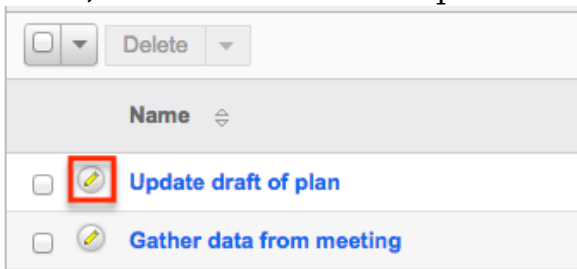 Delete
Name
Update draft of plan
Gather data from meeting